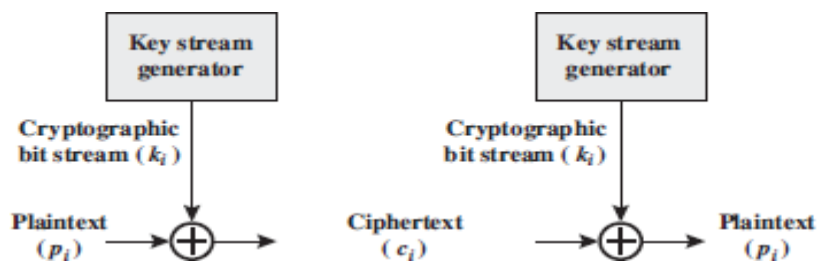 Key stream
generator
Cryptographic
bit stream ( kᵢ )
Plaintext
( pᵢ )
Ciphertext
( cᵢ )
Key stream
generator
Cryptographic
bit stream ( kᵢ )
Plaintext
( pᵢ )